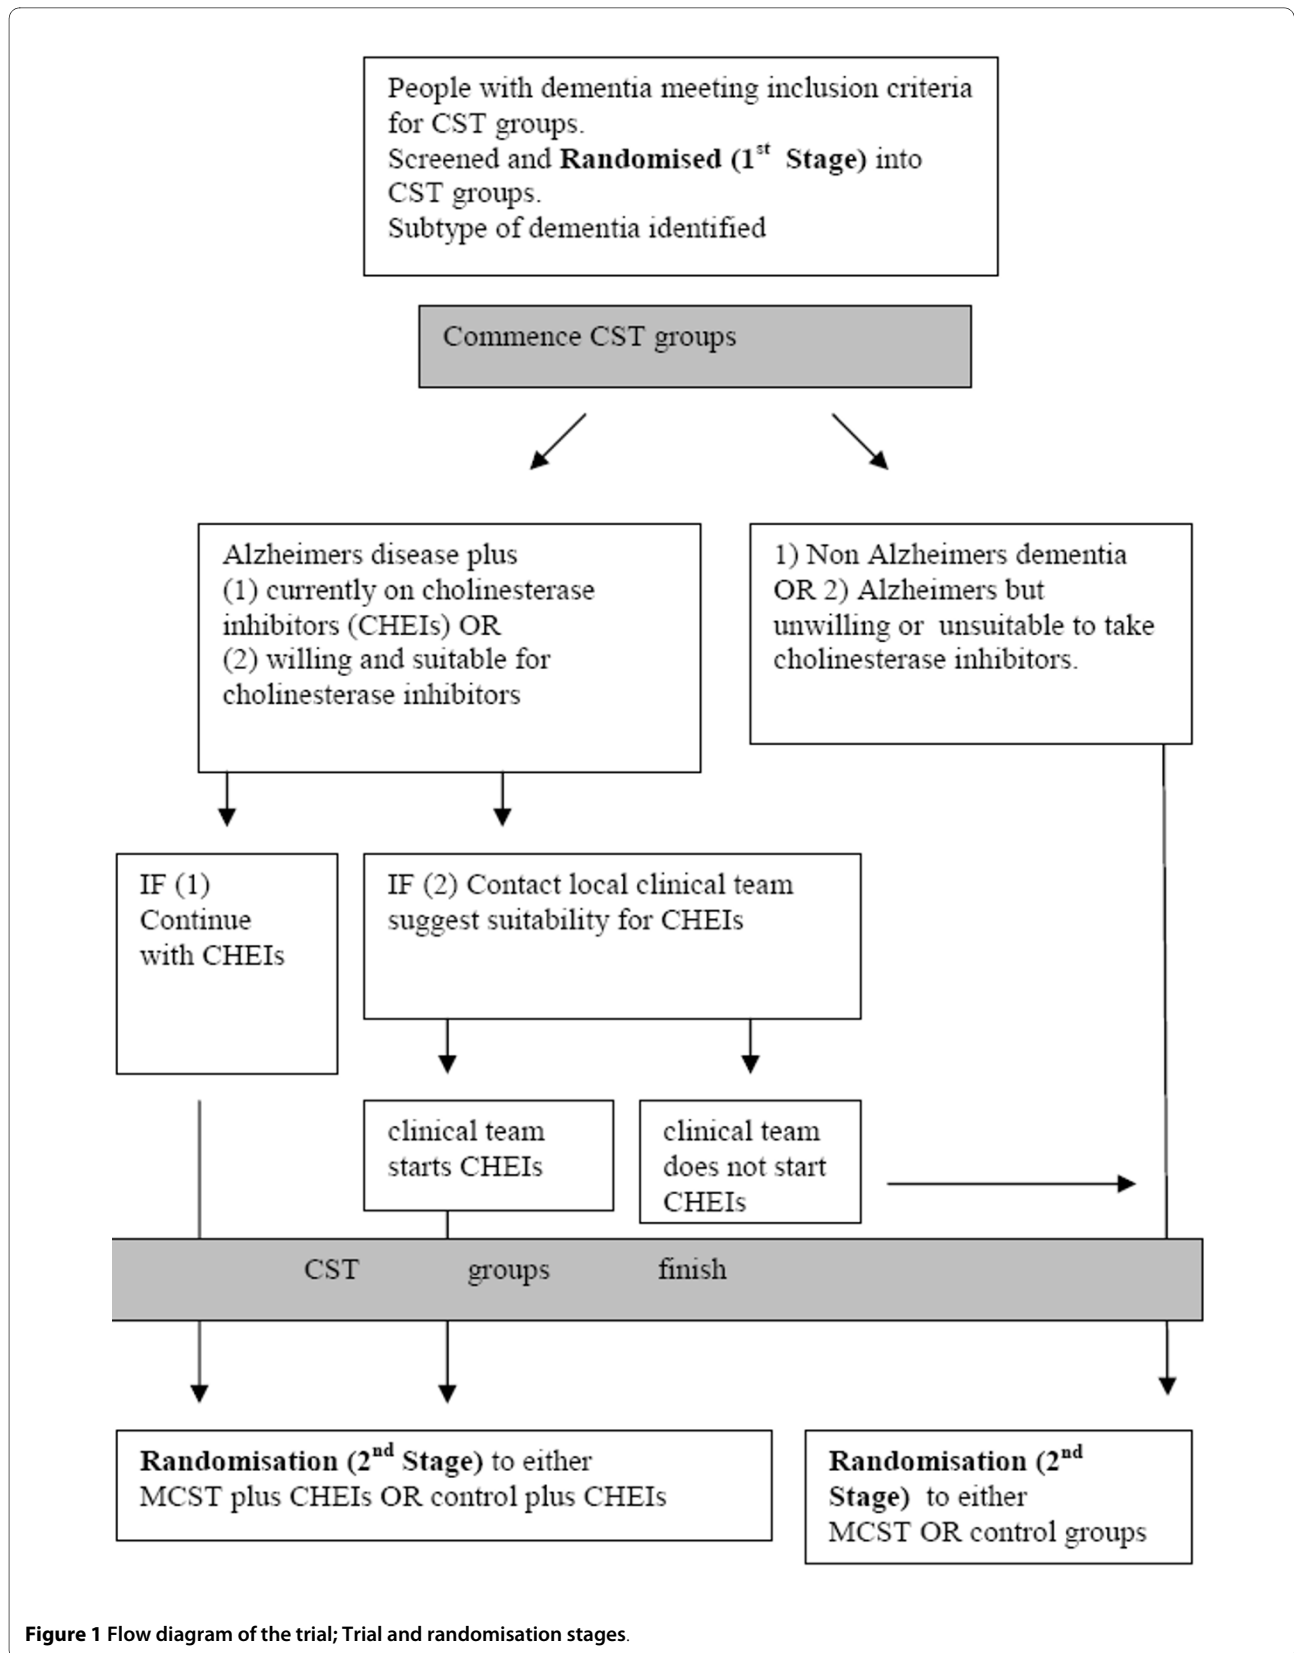 People with dementia meeting inclusion criteria
for CST groups.
Screened and Randomised (1st Stage) into
CST groups.
Subtype of dementia identified
Commence CST groups
Alzheimers disease plus
(1) currently on cholinesterase
inhibitors (CHEIs) OR
(2) willing and suitable for
cholinesterase inhibitors
1) Non Alzheimers dementia
OR 2) Alzheimers but
unwilling or unsuitable to take
cholinesterase inhibitors.
IF (1)
Continue
with CHEIs
IF (2) Contact local clinical team
suggest suitability for CHEIs
clinical team
starts CHEIs
clinical team
does not start
CHEIs
CST groups finish
Randomisation (2nd Stage) to either
MCST plus CHEIs OR control plus CHEIs
Randomisation (2nd
Stage) to either
MCST OR control groups
Figure 1 Flow diagram of the trial; Trial and randomisation stages.